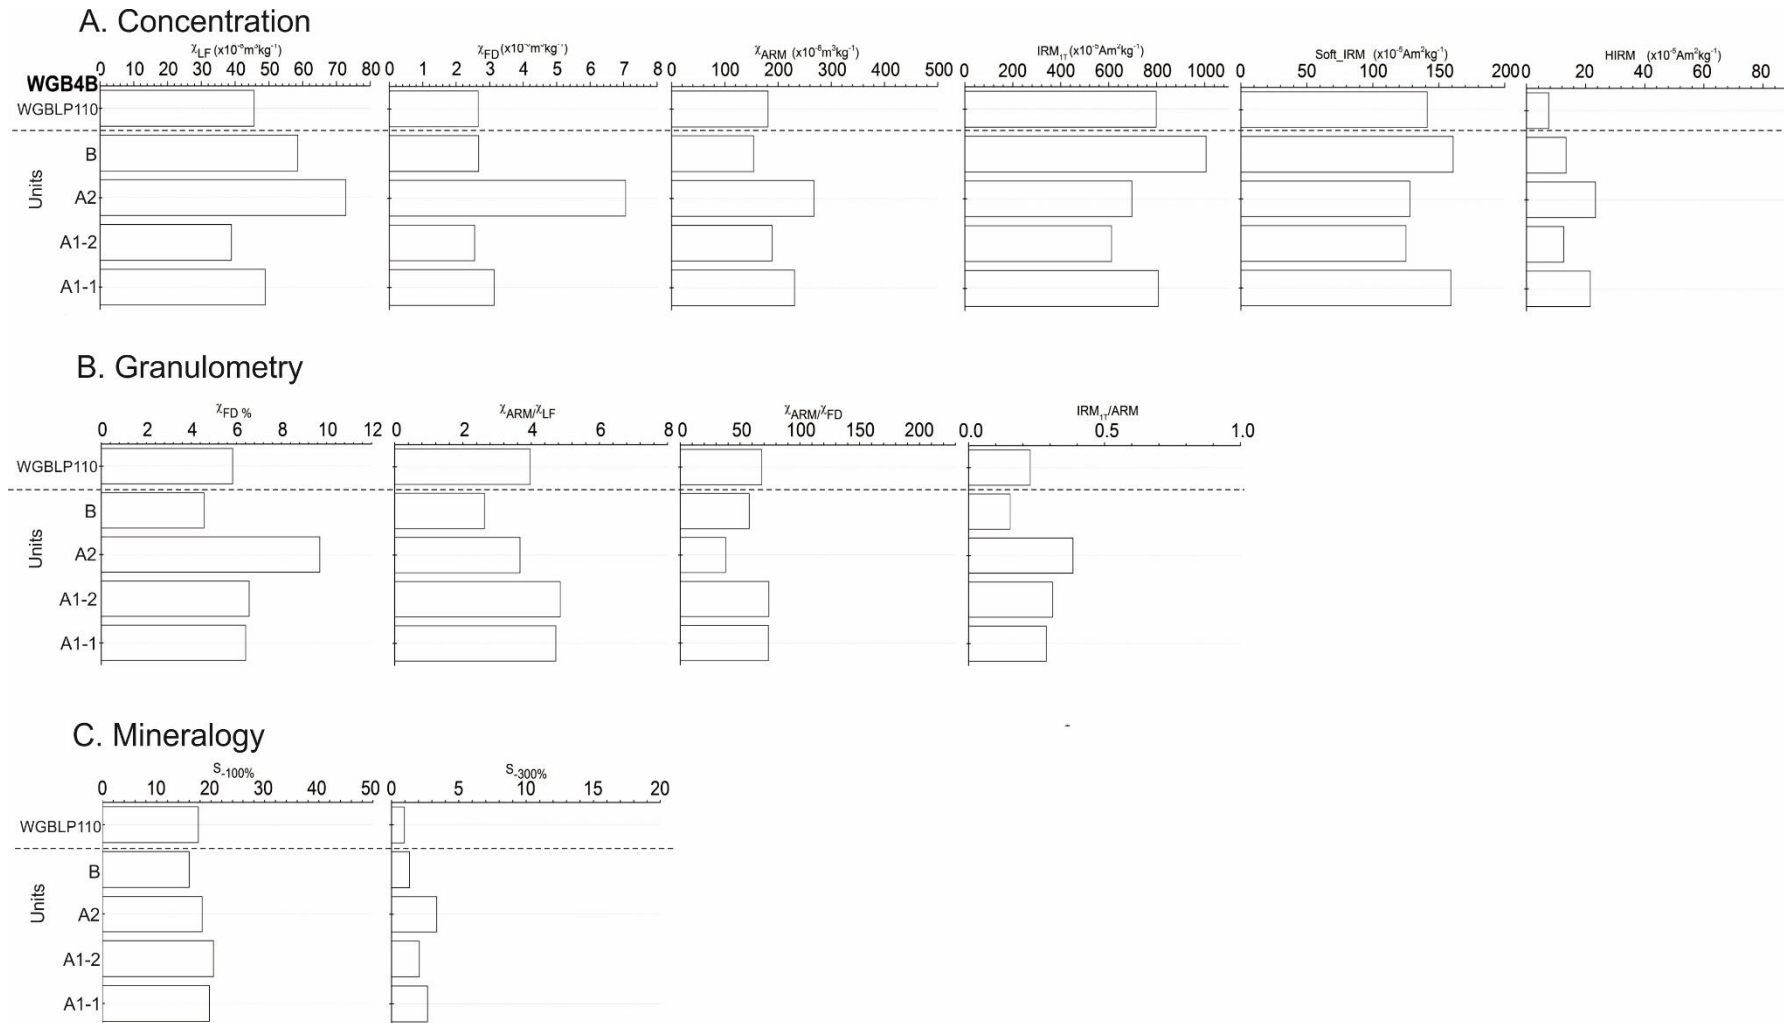 A. Concentration
χLF (x10⁻⁸m³kg⁻¹) χFD (x10⁻⁸m³kg⁻¹) χARM (x10⁻⁸m³kg⁻¹) IRM1T (x10⁻⁵Am²kg⁻¹) Soft_IRM (x10⁻⁵Am²kg⁻¹) HIRM (x10⁻⁵Am²kg⁻¹)
0 10 20 30 40 50 60 70 80 0 1 2 3 4 5 6 7 8 0 100 200 300 400 500 0 200 400 600 800 1000 0 50 100 150 200 0 20 40 60 80
WGB4B
WGBLP110
B
Units
A2
A1-2
A1-1
B. Granulometry
χFD % χARM/χLF χARM/χFD IRM1T/ARM
0 2 4 6 8 10 12 0 2 4 6 8 0 50 100 150 200 0.0 0.5 1.0
WGBLP110
B
Units
A2
A1-2
A1-1
C. Mineralogy
S-100% S-300%
0 10 20 30 40 50 0 5 10 15 20
WGBLP110
B
Units
A2
A1-2
A1-1